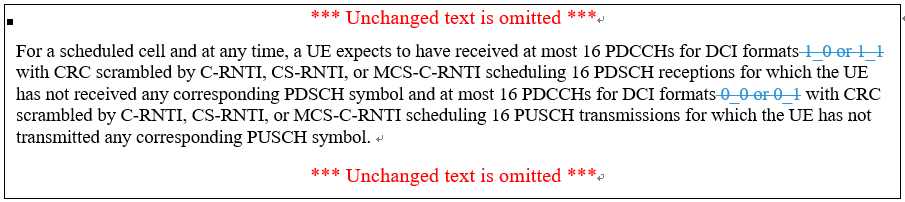 *** Unchanged text is omitted ***
For a scheduled cell and at any time, a UE expects to have received at most 16 PDCCHs for DCI formats 1_0 or 1_1
with CRC scrambled by C-RNTI, CS-RNTI, or MCS-C-RNTI scheduling 16 PDSCH receptions for which the UE
has not received any corresponding PDSCH symbol and at most 16 PDCCHs for DCI formats 0_0 or 0_1 with CRC
scrambled by C-RNTI, CS-RNTI, or MCS-C-RNTI scheduling 16 PUSCH transmissions for which the UE has not
transmitted any corresponding PUSCH symbol.
*** Unchanged text is omitted ***